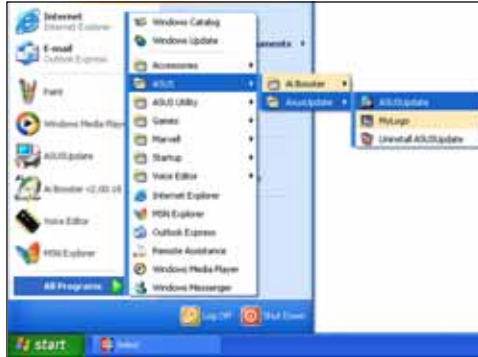 Internet
Internet Explorer
E-mail
Outlook Express
Paint
Windows Media Player
ASUSUpdate
Ai Booster v2.00.16
Voice Editor
MSN Explorer
All Programs
Windows Catalog
Windows Update
Accessories
ASUS
ASUS Utility
Games
Marvell
Startup
Voice Editor
Internet Explorer
MSN Explorer
Outlook Express
Remote Assistance
Windows Media Player
Windows Messenger
Ai Booster
AsusUpdate
ASUSUpdate
MyLogo
Uninstall ASUSUpdate
Log Off
Shut Down
start